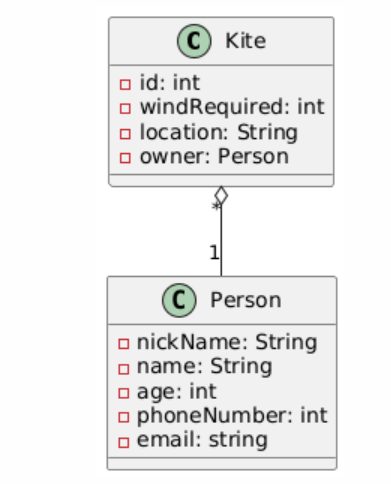 C Kite
id: int
windRequired: int
location: String
owner: Person
*
1
C Person
nickName: String
name: String
age: int
phoneNumber: int
email: string